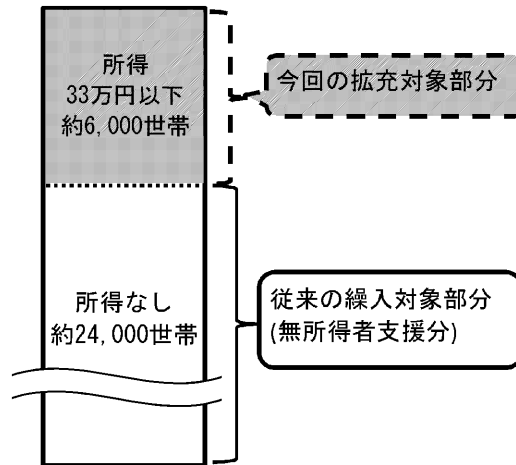 所得
33万円以下
約6,000世帯
今回の拡充対象部分
所得なし
約24,000世帯
従来の繰入対象部分
(無所得者支援分)